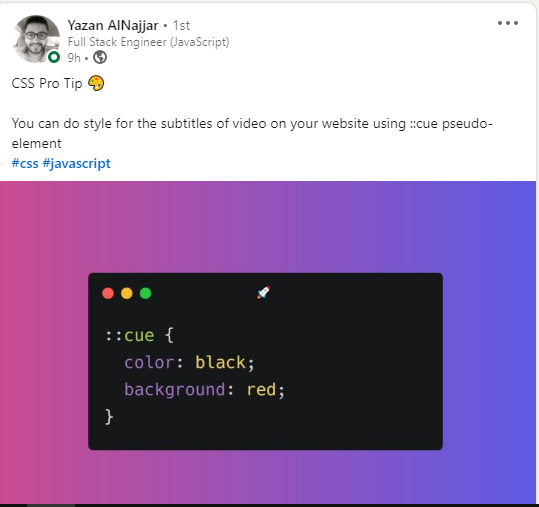 Yazan AlNajjar • 1st
Full Stack Engineer (JavaScript)
9h •
CSS Pro Tip 🎨
You can do style for the subtitles of video on your website using ::cue pseudo-
element
#css #javascript
::cue {
color: black;
background: red;
}